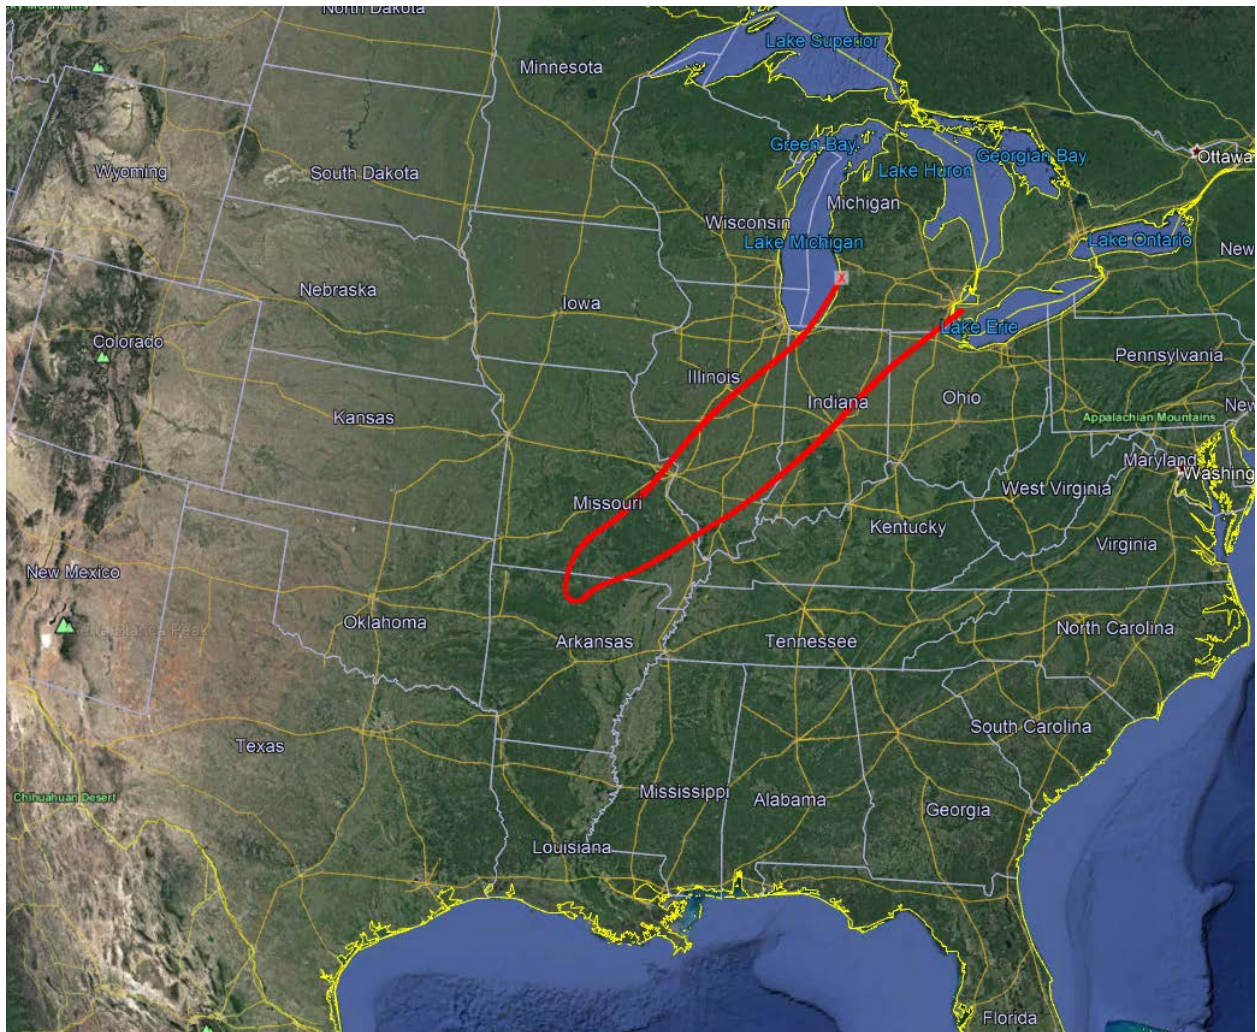 North Dakota
Minnesota
Lake Superior
Wyoming
South Dakota
Green Bay
Lake Huron
Georgian Bay
Ottawa
Wisconsin
Michigan
Lake Michigan
Lake Ontario
New
X
Nebraska
Iowa
Lake Erie
Colorado
Pennsylvania
Illinois
Indiana
Ohio
Kansas
Appalachian Mountains
New
Maryland
Washing
West Virginia
Missouri
Kentucky
Virginia
New Mexico
Oklahoma
Arkansas
Tennessee
North Carolina
Texas
South Carolina
Chihuahuan Desert
Mississippi
Alabama
Georgia
Louisiana
Florida